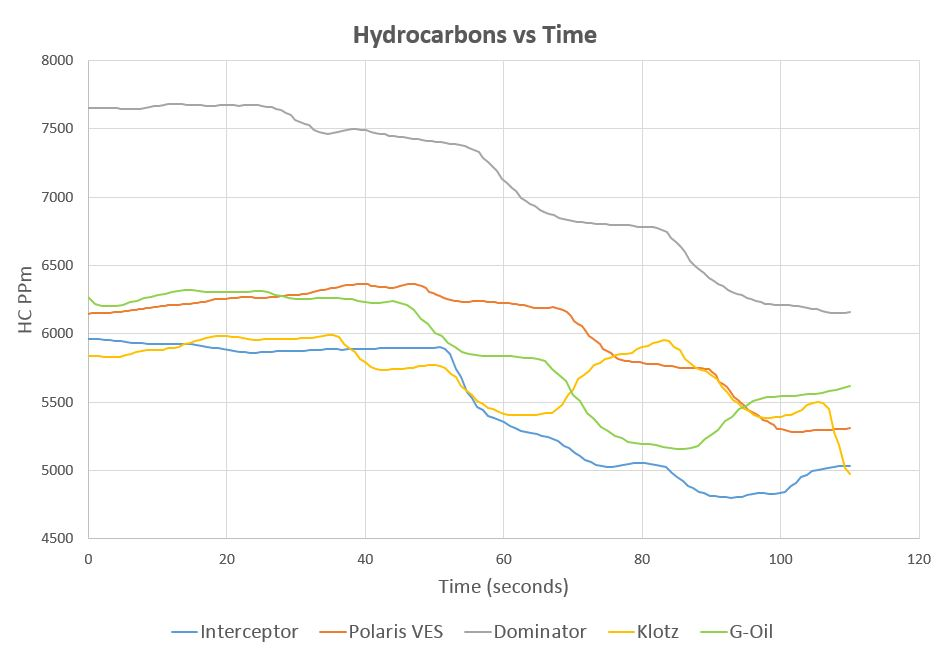 Hydrocarbons vs Time
8000
7500
7000
6500
6000
5500
5000
4500
HC PPm
0 20 40 60 80 100 120
Time (seconds)
Interceptor Polaris VES Dominator Klotz G-Oil